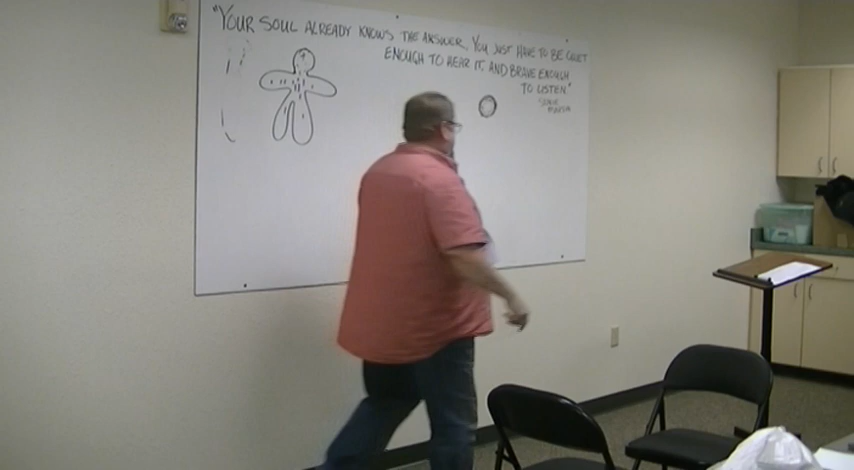 "YOUR SOUL ALREADY KNOWS THE ANSWER. YOU JUST HAVE TO BE QUIET
ENOUGH TO HEAR IT, AND BRAVE ENOUGH
TO LISTEN."